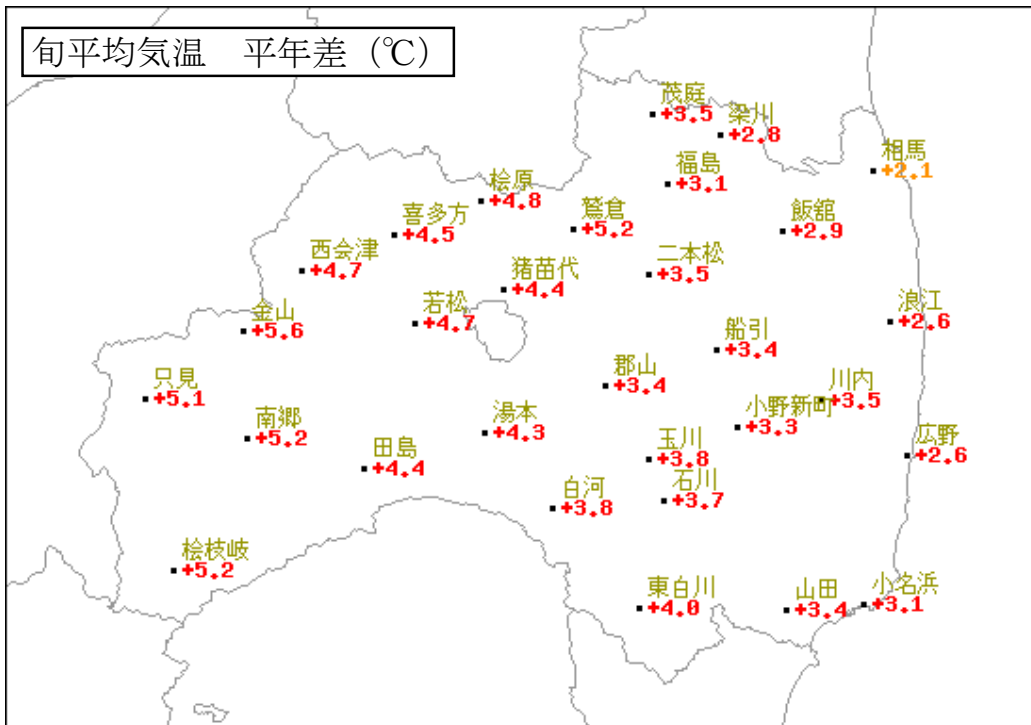 旬平均気温　平年差（℃）
茂庭
+3.5
梁川
+2.8
相馬
+2.1
福島
+3.1
桧原
+4.8
鷲倉
+5.2
飯舘
+2.9
喜多方
+4.5
西会津
+4.7
猪苗代
+4.4
二本松
+3.5
金山
+5.6
若松
+4.7
浪江
+2.6
船引
+3.4
郡山
+3.4
只見
+5.1
川内
+3.5
小野新町
+3.3
南郷
+5.2
湯本
+4.3
広野
+2.6
田島
+4.4
玉川
+3.8
石川
+3.7
白河
+3.8
桧枝岐
+5.2
東白川
+4.0
山田
+3.4
小名浜
+3.1